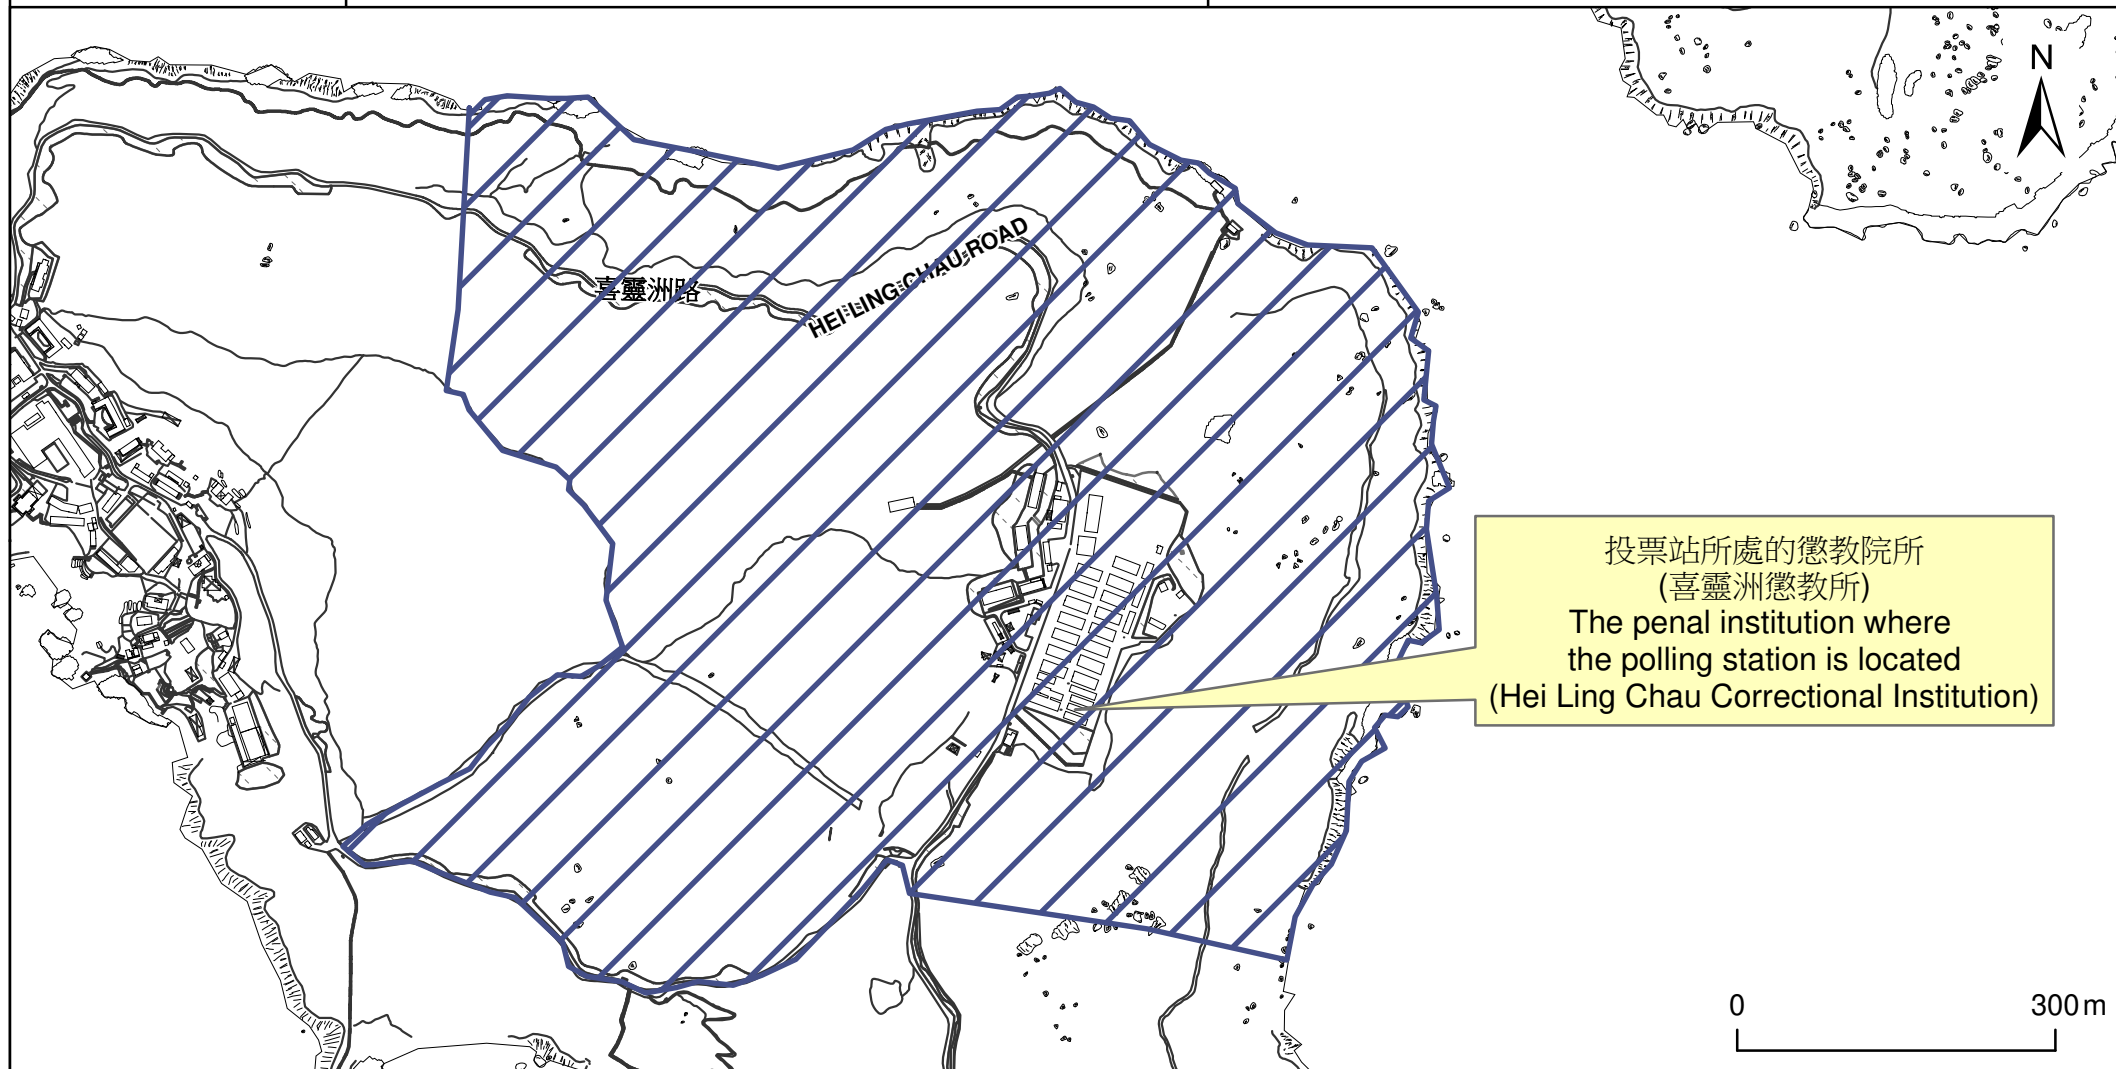 N
喜靈洲路
HEI LING CHAU ROAD
投票站所處的懲教院所
(喜靈洲懲教所)
The penal institution where
the polling station is located
(Hei Ling Chau Correctional Institution)
0 300 m